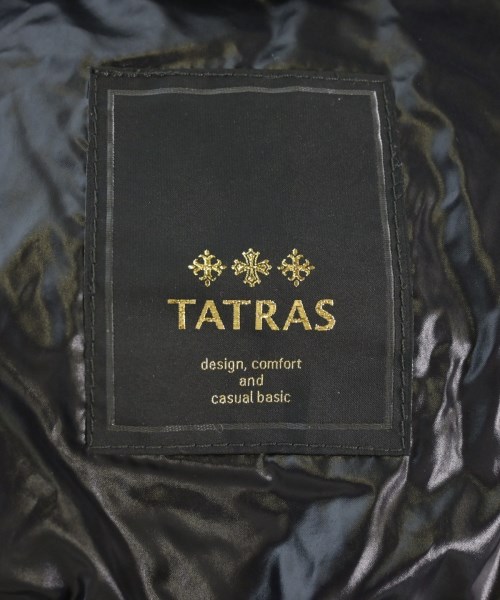 TATRAS
design, comfort
and
casual basic